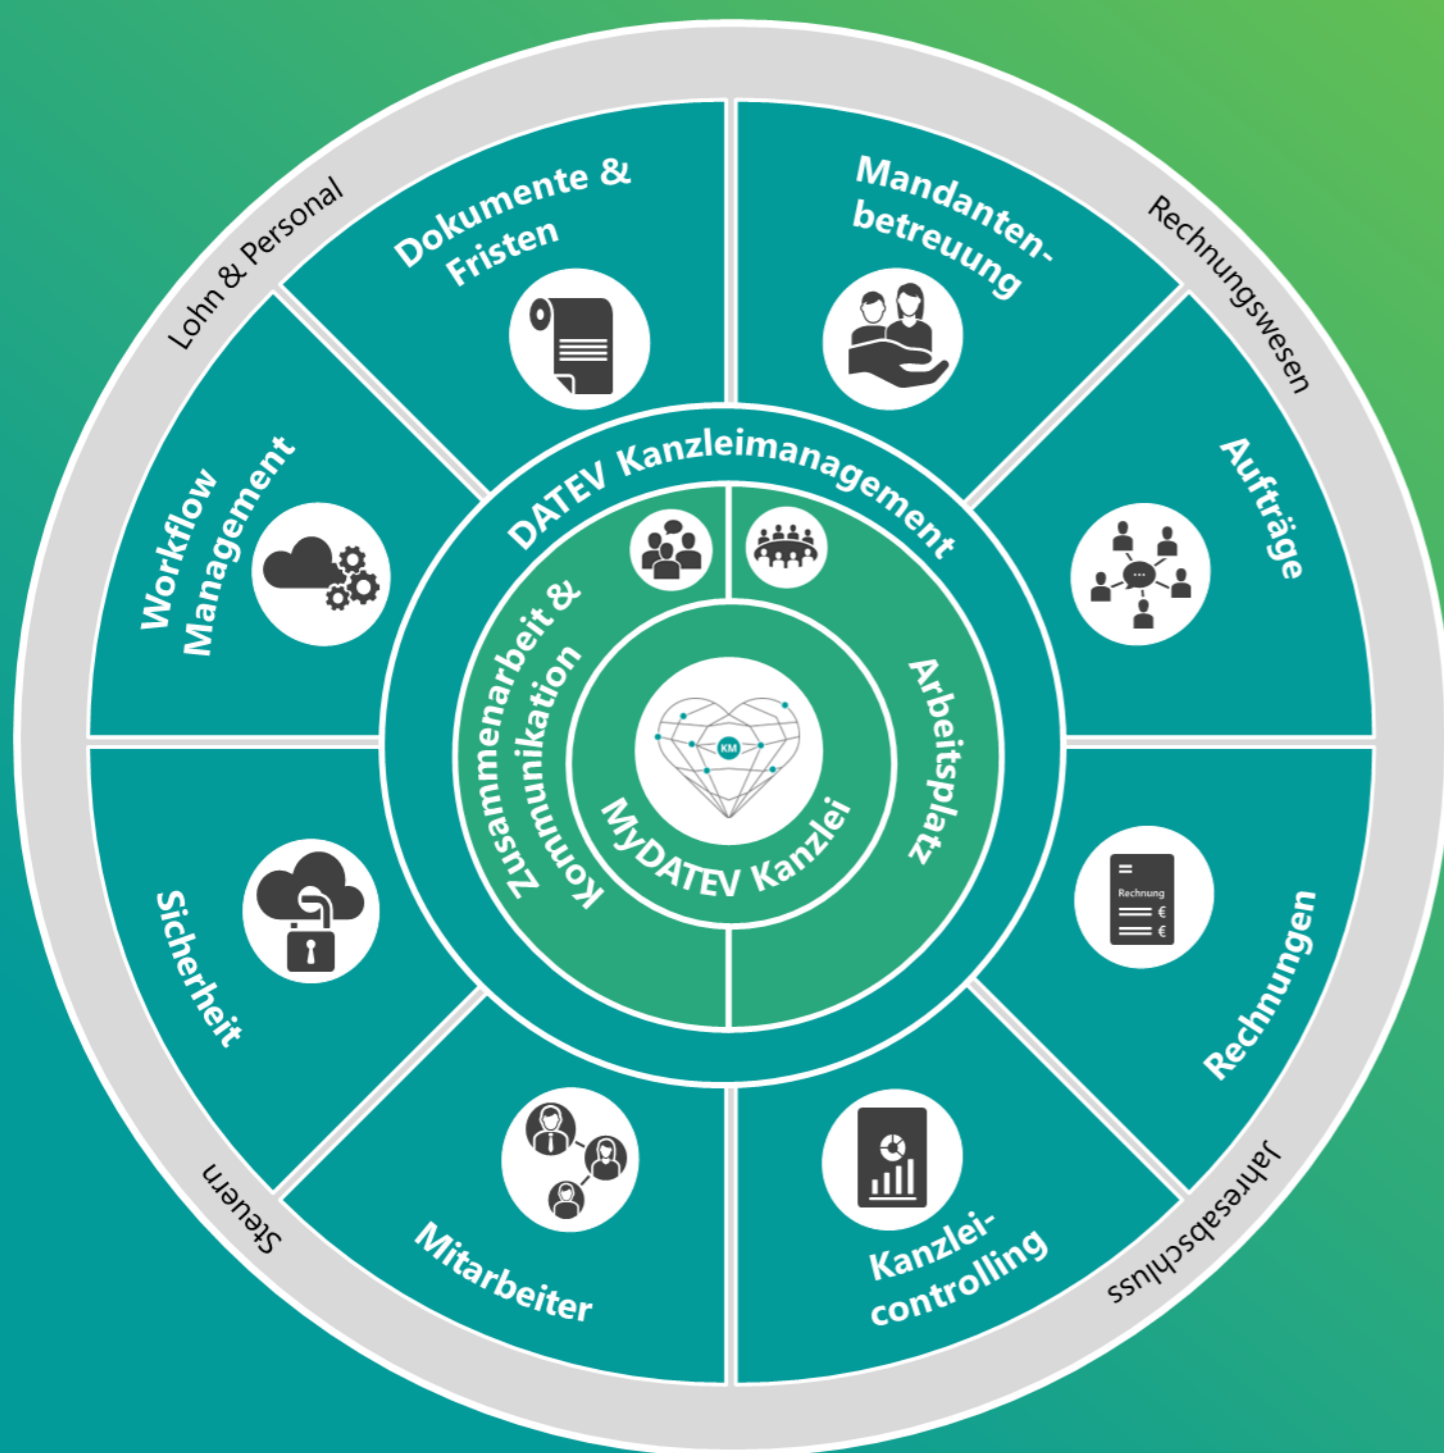 Lohn & Personal
Rechnungswesen
Dokumente &
Fristen
Mandanten-
betreuung
Workflow
Management
Aufträge
DATEV Kanzleimanagement
Zusammenarbeit &
Kommunikation
Arbeitsplatz
KM
MyDATEV Kanzlei
Sicherheit
Rechnung
€
€
Rechnungen
Mitarbeiter
Kanzlei-
controlling
Steuern
Jahresabschluss